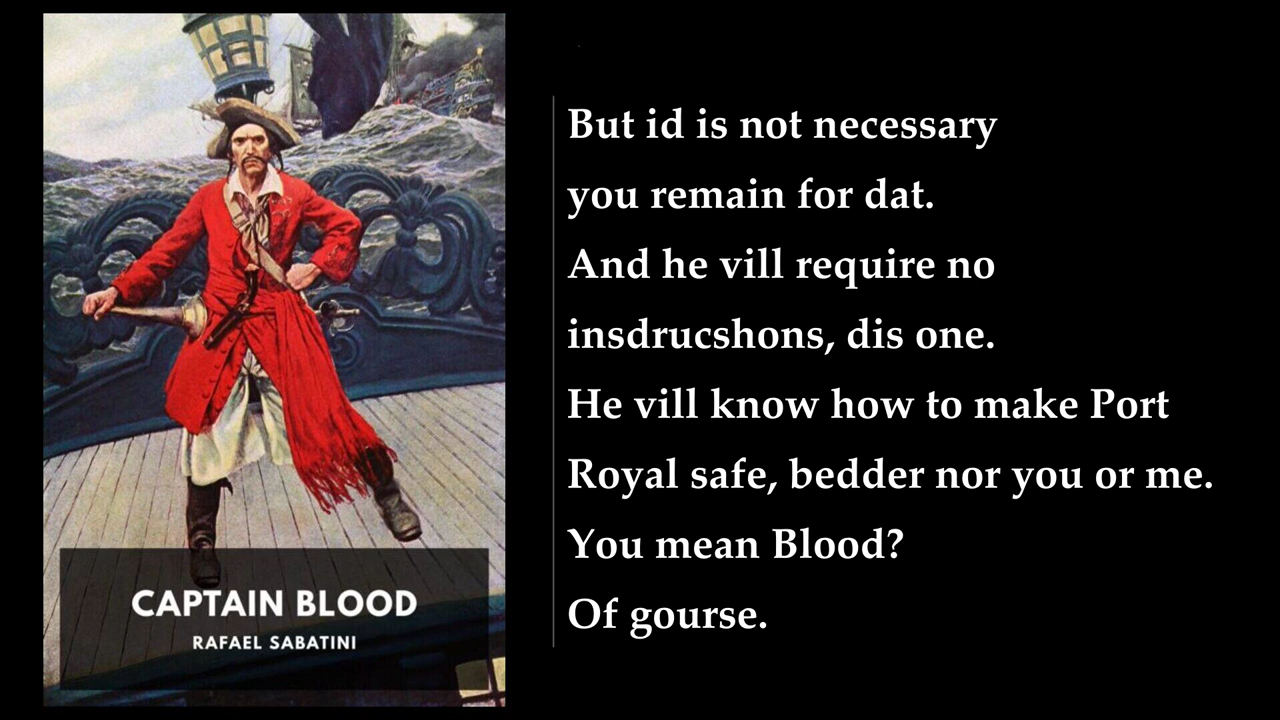 CAPTAIN BLOOD
RAFAEL SABATINI
But id is not necessary
you remain for dat.
And he vill require no
insdrucshons, dis one.
He vill know how to make Port
Royal safe, bedder nor you or me.
You mean Blood?
Of gourse.